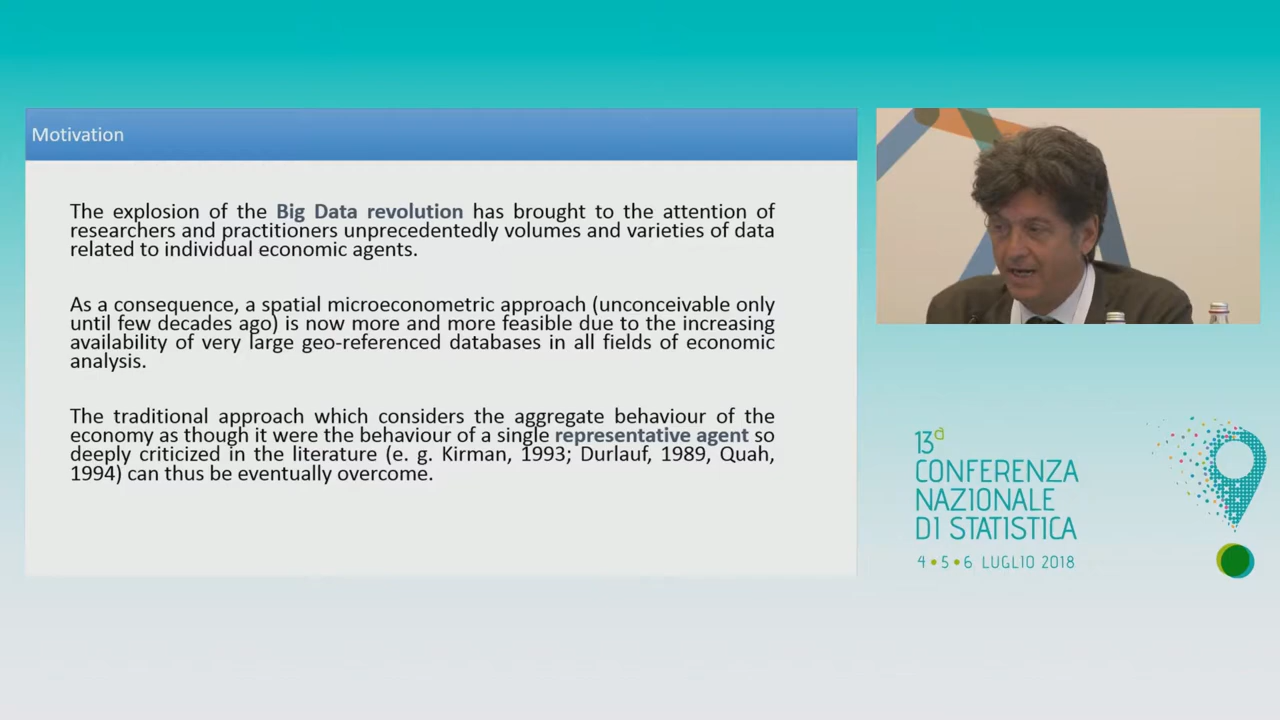 Motivation
The explosion of the Big Data revolution has brought to the attention of
researchers and practitioners unprecedentedly volumes and varieties of data
related to individual economic agents.
As a consequence, a spatial microeconometric approach (unconceivable only
until few decades ago) is now more and more feasible due to the increasing
availability of very large geo-referenced databases in all fields of economic
analysis.
The traditional approach which considers the aggregate behaviour of the
economy as though it were the behaviour of a single representative agent so
deeply criticized in the literature (e. g. Kirman, 1993; Durlauf, 1989, Quah,
1994) can thus be eventually overcome.
13ª
CONFERENZA
NAZIONALE
DI STATISTICA
4 • 5 • 6 LUGLIO 2018